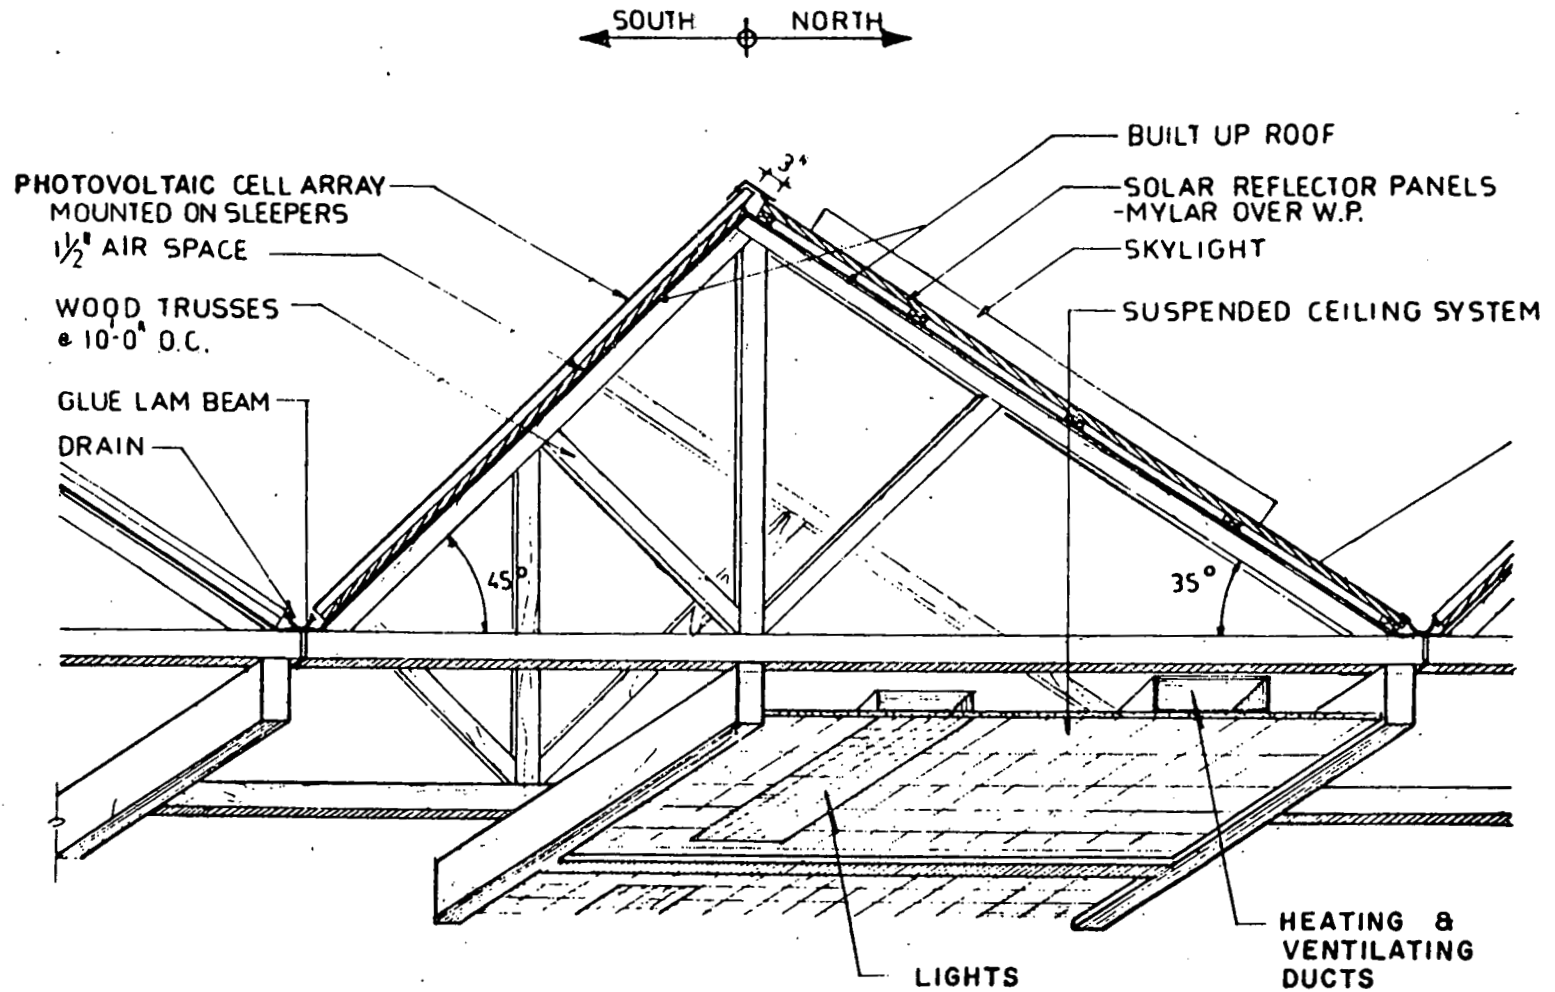 SOUTH NORTH
BUILT UP ROOF
3"
PHOTOVOLTAIC CELL ARRAY
MOUNTED ON SLEEPERS
SOLAR REFLECTOR PANELS
-MYLAR OVER W.P.
1½" AIR SPACE
SKYLIGHT
WOOD TRUSSES
@ 10'-0" O.C.
SUSPENDED CEILING SYSTEM
GLUE LAM BEAM
DRAIN
45°
35°
HEATING &
VENTILATING
DUCTS
LIGHTS